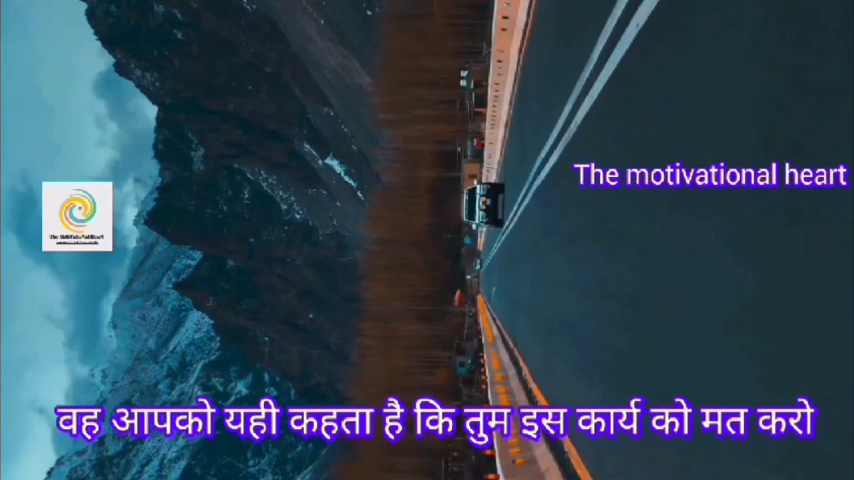 The motivational heart
वह आपको यही कहता है कि तुम इस कार्य को मत करो